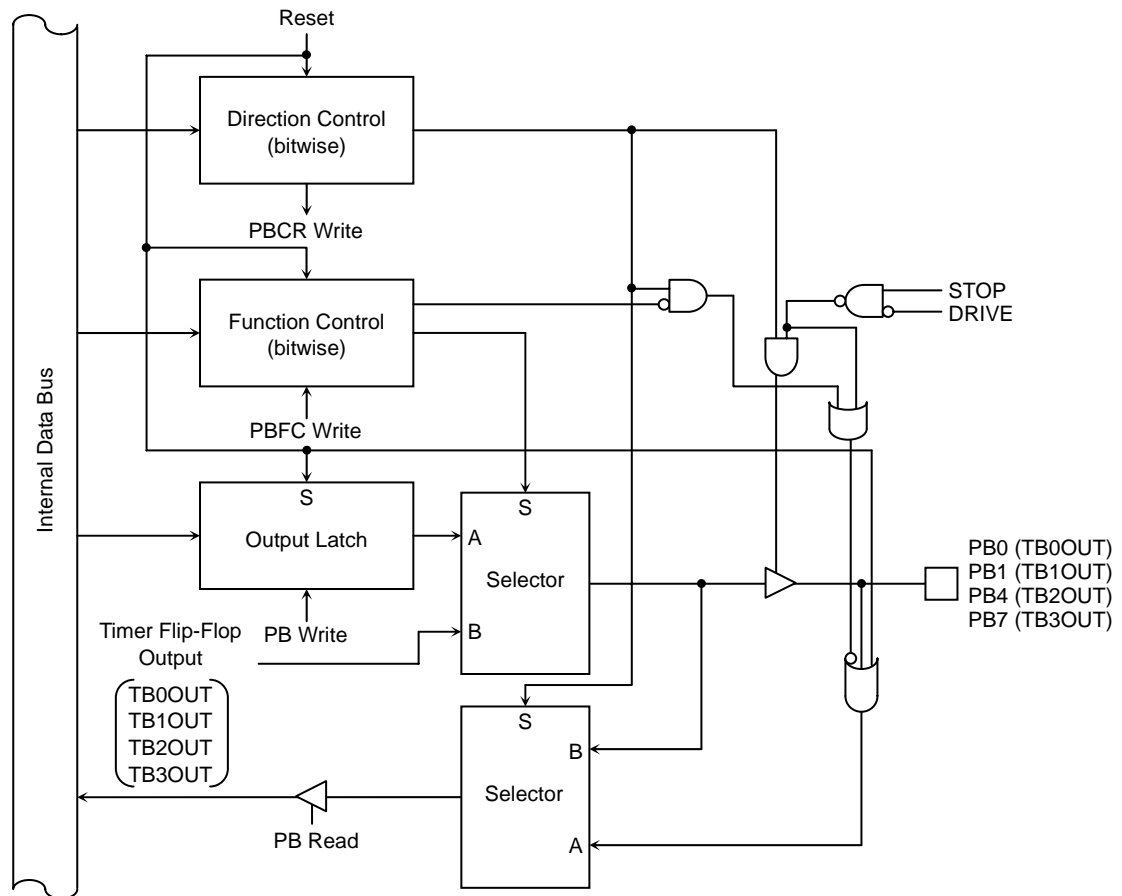 Reset
Direction Control
(bitwise)
PBCR Write
Function Control
(bitwise)
STOP
DRIVE
Internal Data Bus
PBFC Write
S
Output Latch
S
A
Selector
B
PB0 (TB0OUT)
PB1 (TB1OUT)
PB4 (TB2OUT)
PB7 (TB3OUT)
PB Write
Timer Flip-Flop
Output
TB0OUT
TB1OUT
TB2OUT
TB3OUT
S
B
Selector
A
PB Read